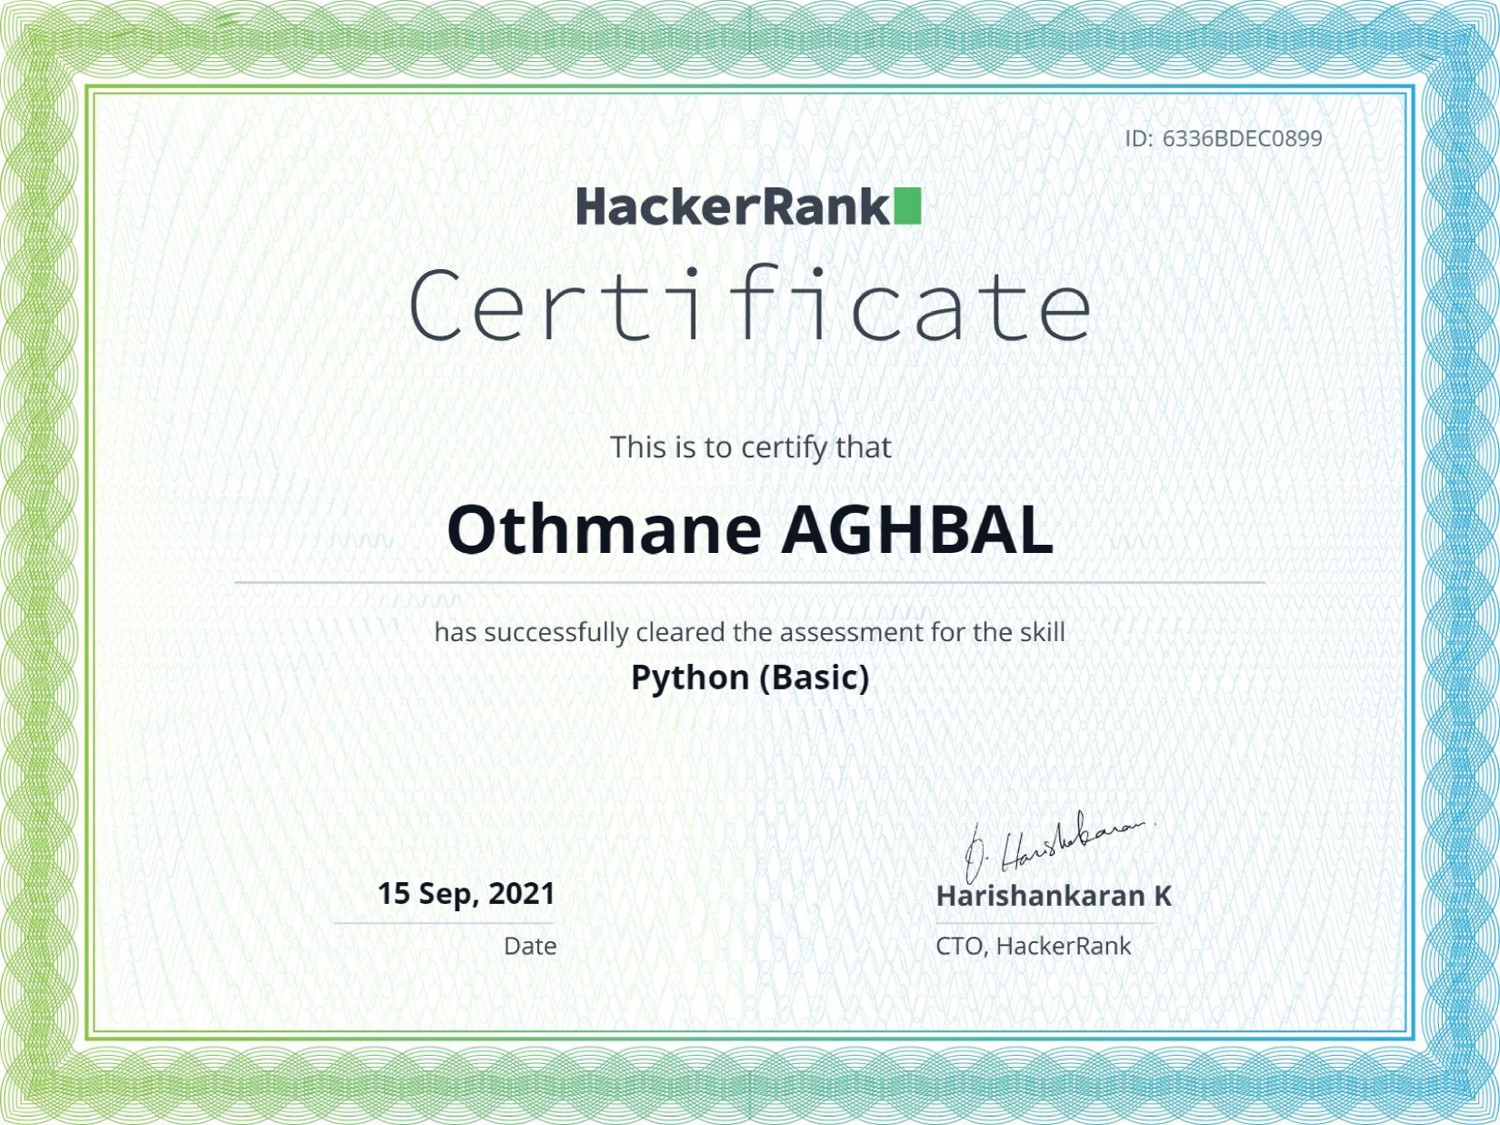 ID: 6336BDEC0899
HackerRank
Certificate
This is to certify that
Othmane AGHBAL
has successfully cleared the assessment for the skill
Python (Basic)
D. Harishankaran.
15 Sep, 2021
Harishankaran K
Date
CTO, HackerRank